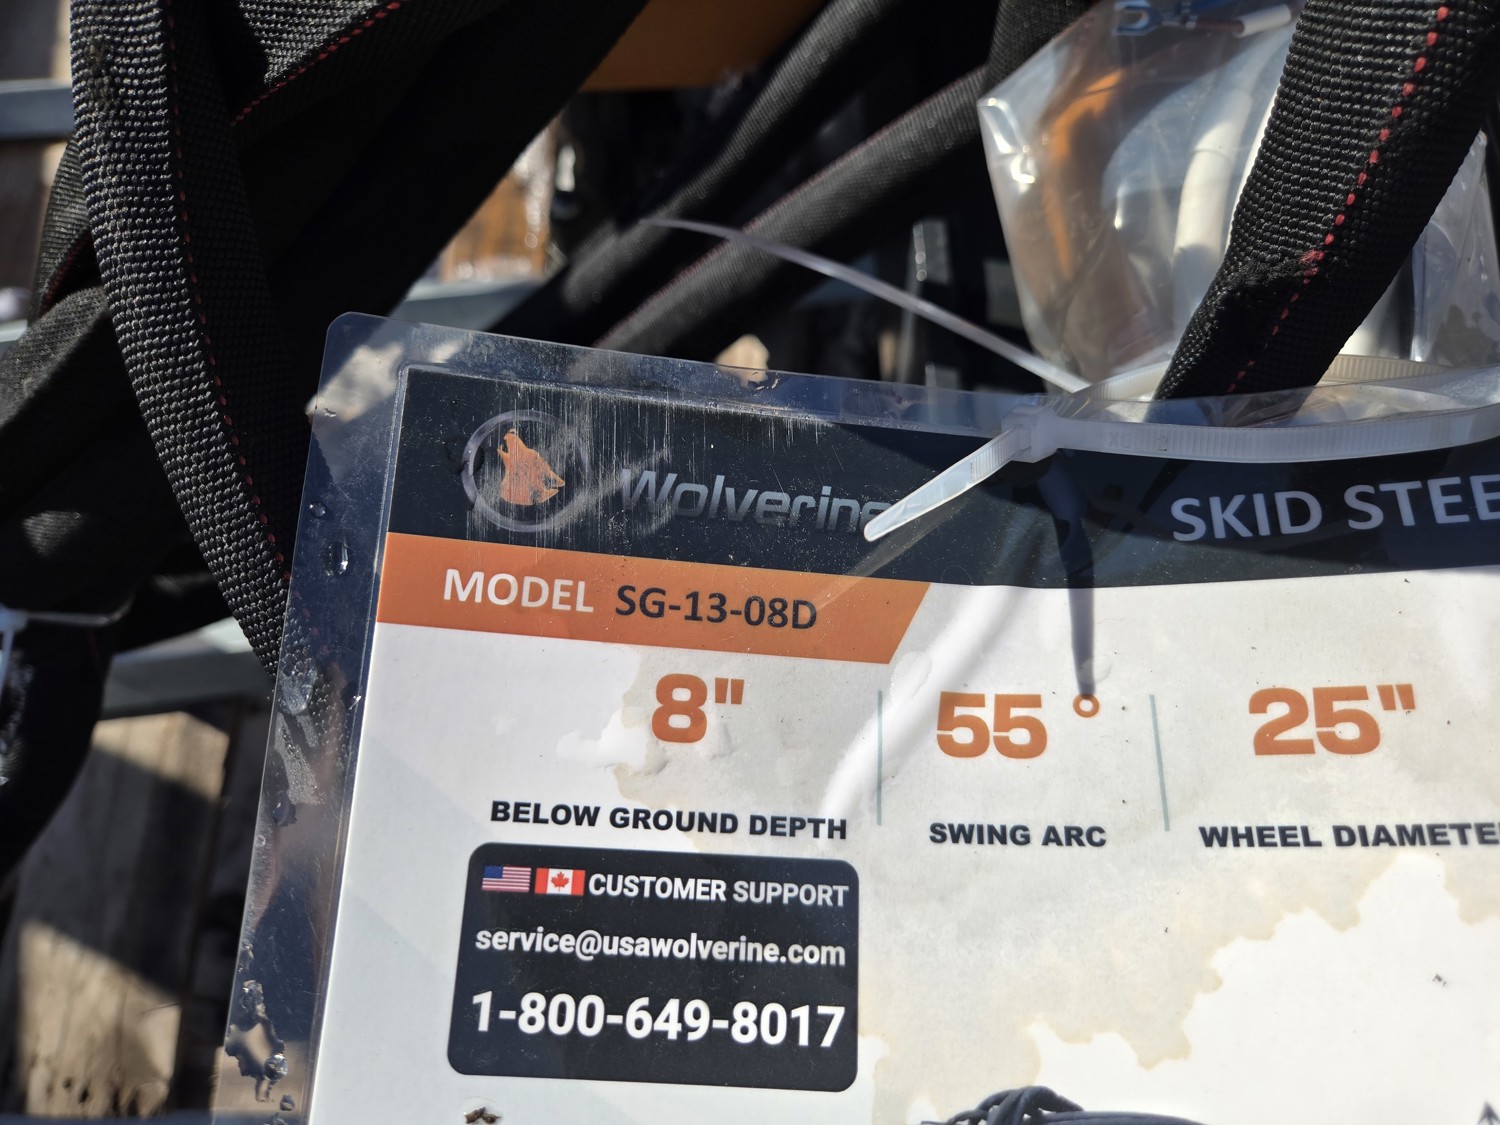 Wolverine
SKID STEE
MODEL SG-13-08D
8"
55°
25"
BELOW GROUND DEPTH
SWING ARC
WHEEL DIAMETE
CUSTOMER SUPPORT
service@usawolverine.com
1-800-649-8017